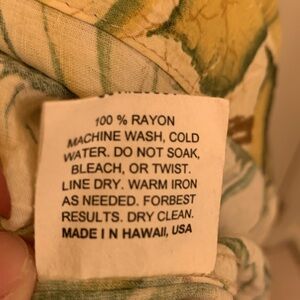 100 % RAYON
MACHINE WASH, COLD
WATER. DO NOT SOAK,
BLEACH, OR TWIST.
LINE DRY. WARM IRON
AS NEEDED. FORBEST
RESULTS. DRY CLEAN.
MADE I N HAWAII, USA